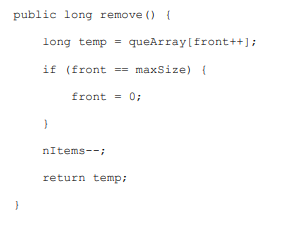 public long remove() {
long temp = queArray[front++];
if (front == maxSize) {
front = 0;
}
nItems--;
return temp;
}